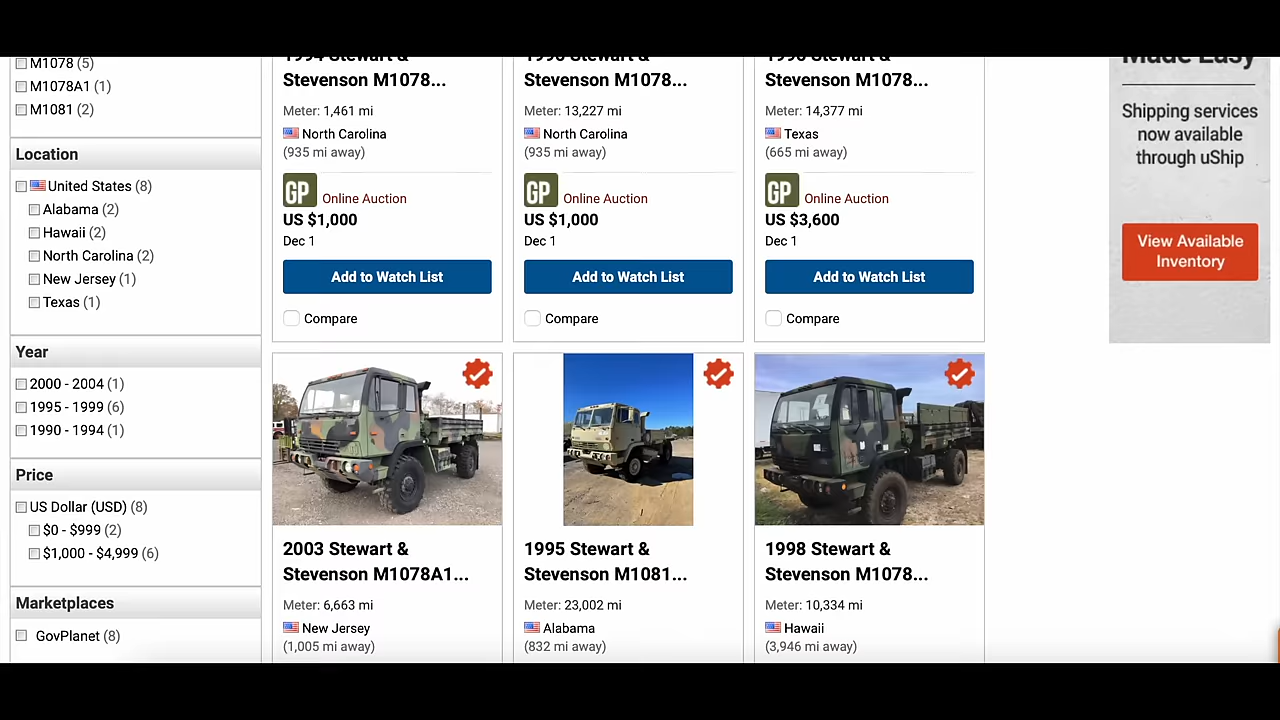 M1078 (5)
M1078A1 (1)
M1081 (2)
Location
United States (8)
Alabama (2)
Hawaii (2)
North Carolina (2)
New Jersey (1)
Texas (1)
Year
2000 - 2004 (1)
1995 - 1999 (6)
1990 - 1994 (1)
Price
US Dollar (USD) (8)
$0 - $999 (2)
$1,000 - $4,999 (6)
Marketplaces
GovPlanet (8)
1994 Stewart &
Stevenson M1078...
Meter: 1,461 mi
North Carolina
(935 mi away)
GP Online Auction
US $1,000
Dec 1
Add to Watch List
Compare
Stewart &
Stevenson M1078...
Meter: 13,227 mi
North Carolina
(935 mi away)
GP Online Auction
US $1,000
Dec 1
Add to Watch List
Compare
Stewart &
Stevenson M1078...
Meter: 14,377 mi
Texas
(665 mi away)
GP Online Auction
US $3,600
Dec 1
Add to Watch List
Compare
2003 Stewart &
Stevenson M1078A1...
Meter: 6,663 mi
New Jersey
(1,005 mi away)
1995 Stewart &
Stevenson M1081...
Meter: 23,002 mi
Alabama
(832 mi away)
1998 Stewart &
Stevenson M1078...
Meter: 10,334 mi
Hawaii
(3,946 mi away)
Made Easy
Shipping services
now available
through uShip
View Available
Inventory